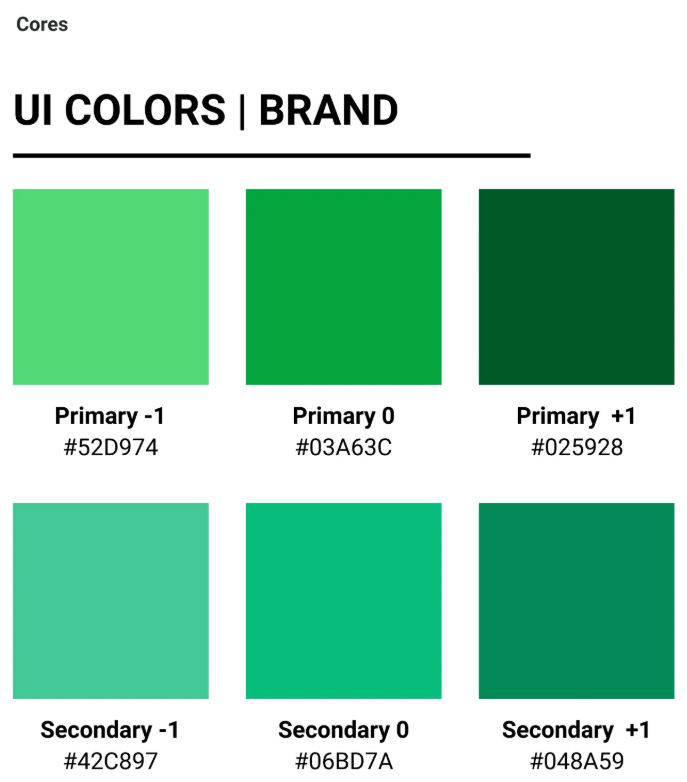 Cores
UI COLORS | BRAND
Primary -1
#52D974
Primary 0
#03A63C
Primary +1
#025928
Secondary -1
#42C897
Secondary 0
#06BD7A
Secondary +1
#048A59